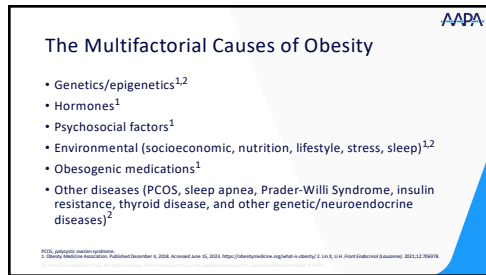 AAPA
The Multifactorial Causes of Obesity
• Genetics/epigenetics1,2
• Hormones1
• Psychosocial factors1
• Environmental (socioeconomic, nutrition, lifestyle, stress, sleep)1,2
• Obesogenic medications1
• Other diseases (PCOS, sleep apnea, Prader-Willi Syndrome, insulin
resistance, thyroid disease, and other genetic/neuroendocrine
diseases)2
PCOS, polycystic ovarian syndrome.
1. Obesity Medicine Association. Published December 4, 2018. Accessed June 15, 2023. https://obesitymedicine.org/what-is-obesity/ 2. Lin X, Li H. Front Endocrinol (Lausanne). 2021;12:706978.